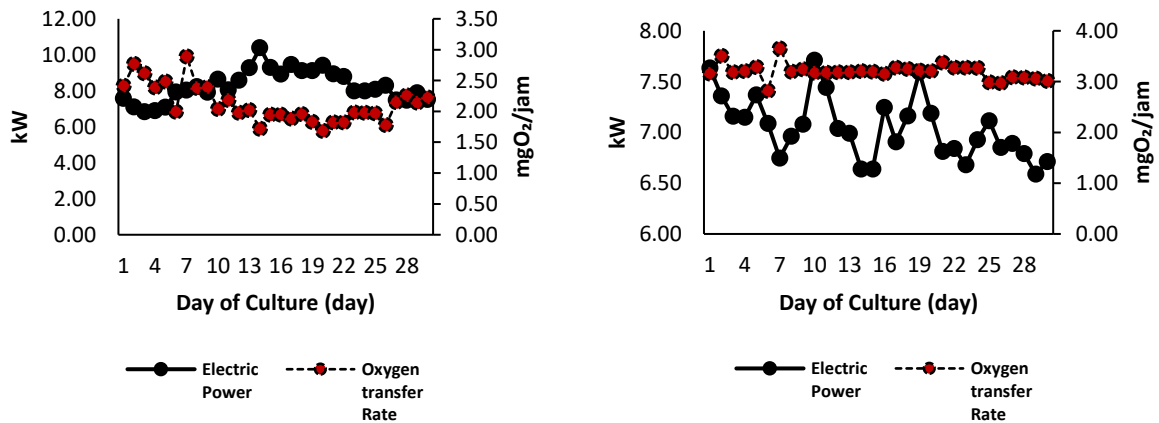 12.00
10.00
8.00
6.00
4.00
2.00
0.00
kW
3.50
3.00
2.50
2.00
1.50
1.00
0.50
0.00
mgO₂/jam
1 4 7 10 13 16 19 22 25 28
Day of Culture (day)
Electric
Power
Oxygen
transfer
Rate
8.00
7.50
7.00
6.50
6.00
kW
4.00
3.00
2.00
1.00
0.00
mgO₂/jam
1 4 7 10 13 16 19 22 25 28
Day of Culture (day)
Electric
Power
Oxygen
transfer
Rate